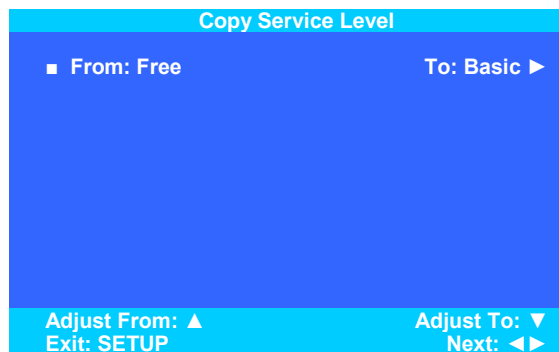 Copy Service Level
■ From: Free To: Basic ►
Adjust From: ▲ Adjust To: ▼
Exit: SETUP Next: ◄►